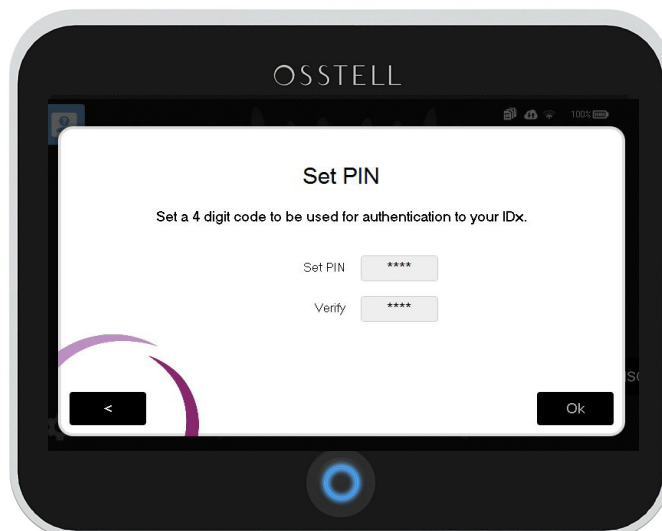 OSSTELL
100%
Set PIN
Set a 4 digit code to be used for authentication to your IDx.
Set PIN ****
Verify ****
< Ok